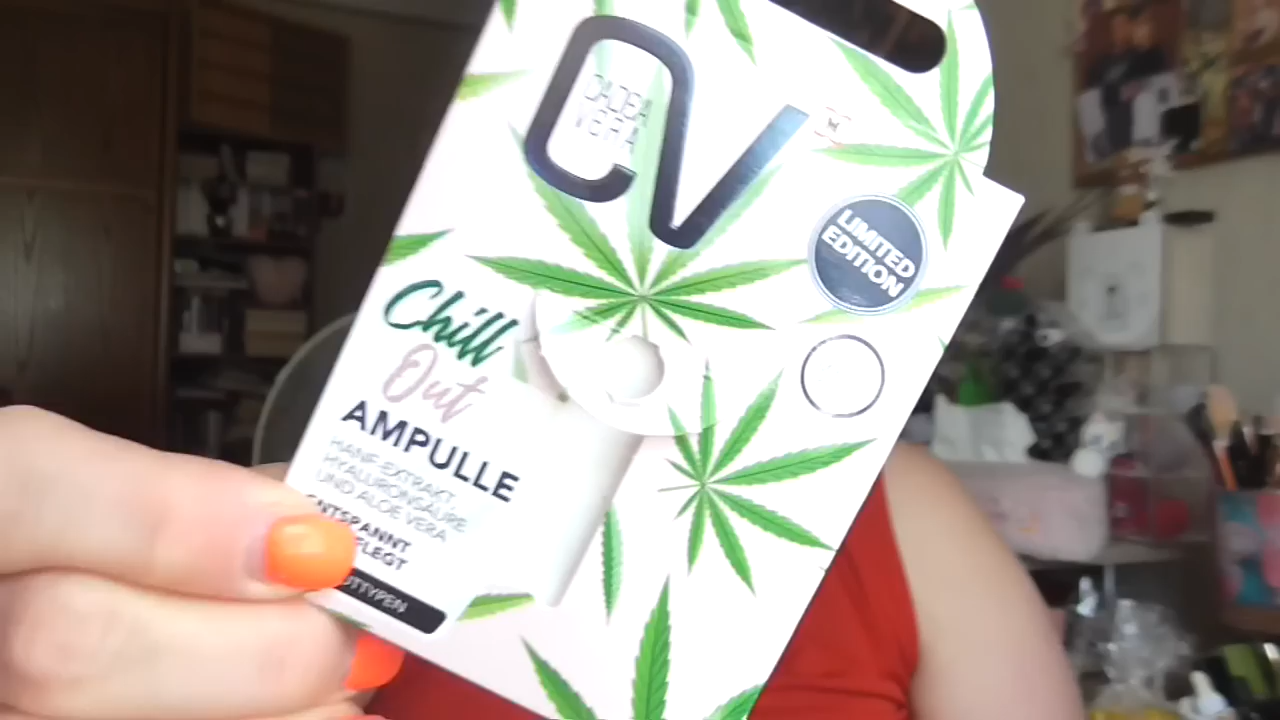 CV
CADEA
VERA
LIMITED
EDITION
Chill
Out
AMPULLE
HANF-EXTRAKT,
HYALURONSÄURE
UND ALOE VERA
ENTSPANNT